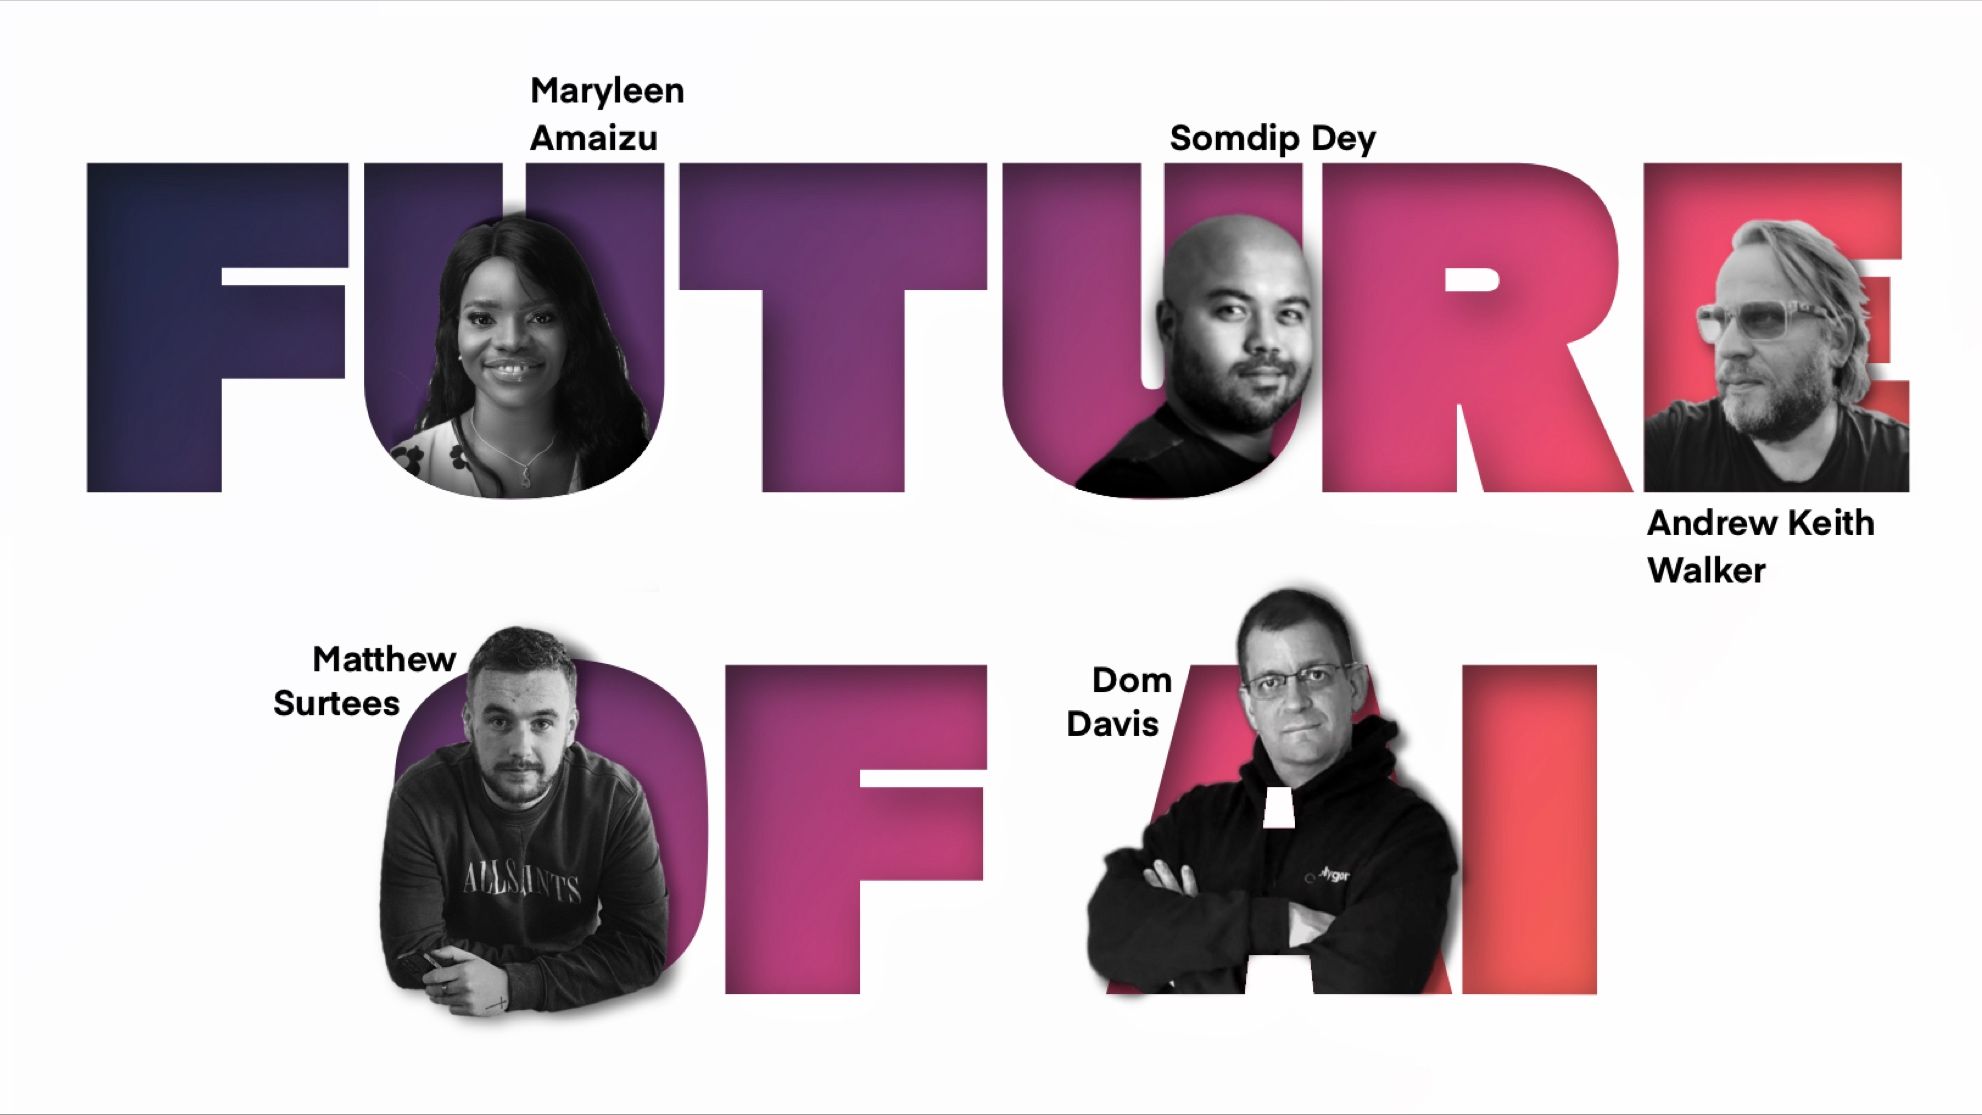 Maryleen
Amaizu
Somdip Dey
FUTURE
Andrew Keith
Walker
Matthew
Surtees
Dom
Davis
OF AI
ALLSAINTS